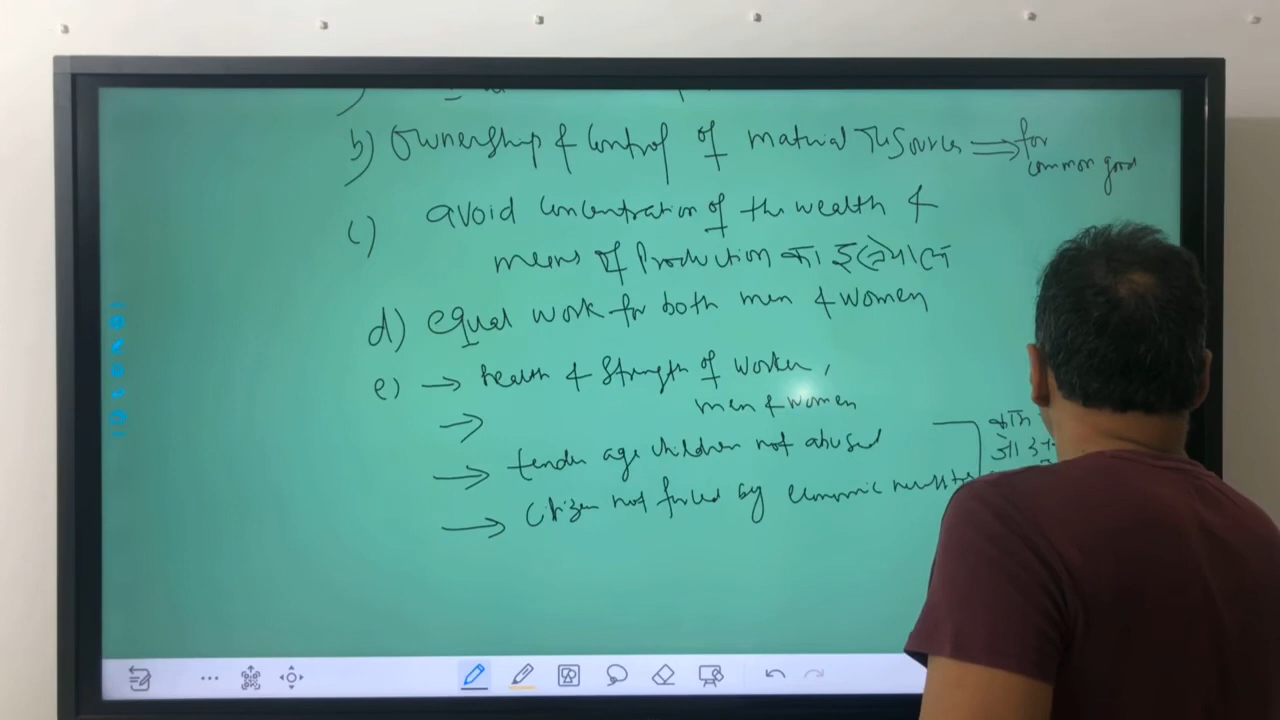 b) Ownership & Control of material resources ⇒ for common good
c) avoid concentration of the wealth &
means of Production का
d) equal work for both men & women
e) → health & strength of worker,
men & women
→
→ tender age children not abused
→ citizen not forced by economic